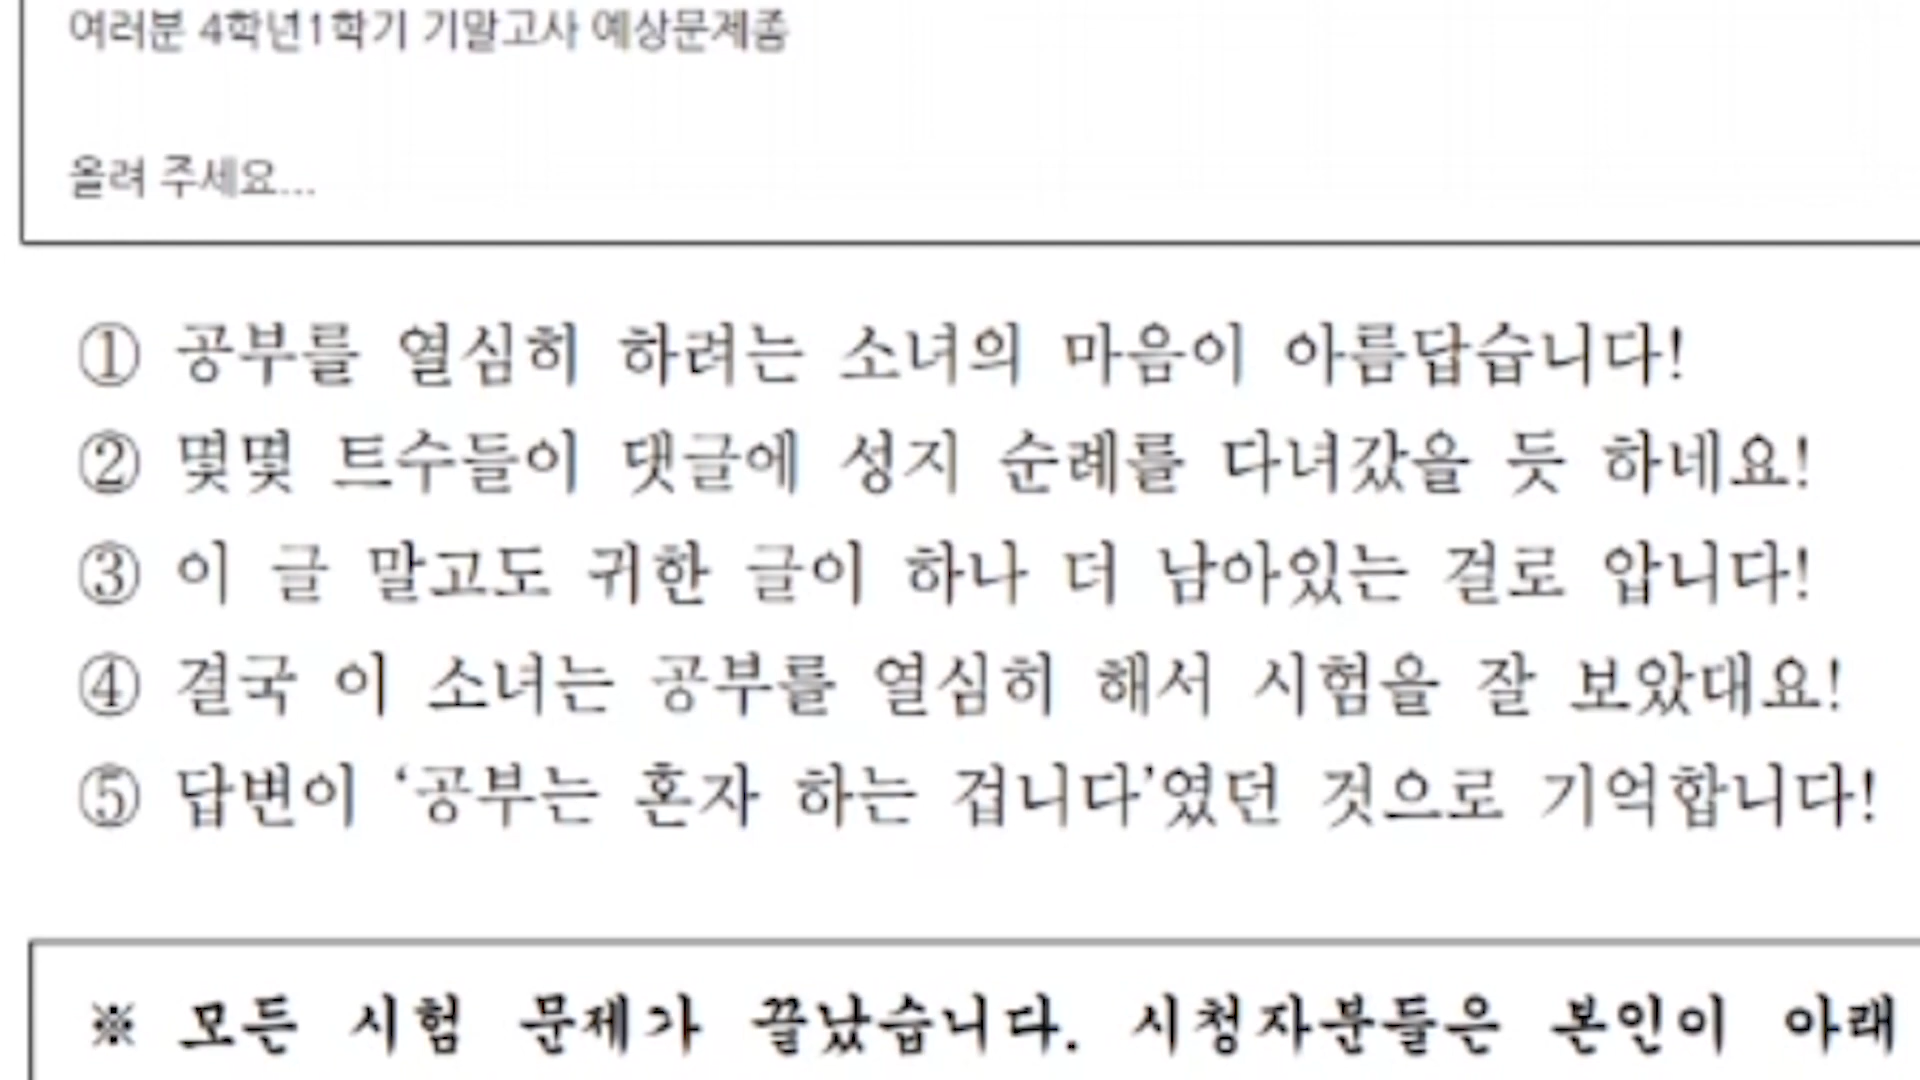 여러분 4학년1학기 기말고사 예상문제좀
올려 주세요...
① 공부를 열심히 하려는 소녀의 마음이 아름답습니다!
② 몇몇 트수들이 댓글에 성지 순례를 다녀갔을 듯 하네요!
③ 이 글 말고도 귀한 글이 하나 더 남아있는 걸로 압니다!
④ 결국 이 소녀는 공부를 열심히 해서 시험을 잘 보았대요!
⑤ 답변이 ‘공부는 혼자 하는 겁니다’였던 것으로 기억합니다!
※ 모든 시험 문제가 끝났습니다. 시청자분들은 본인이 아래